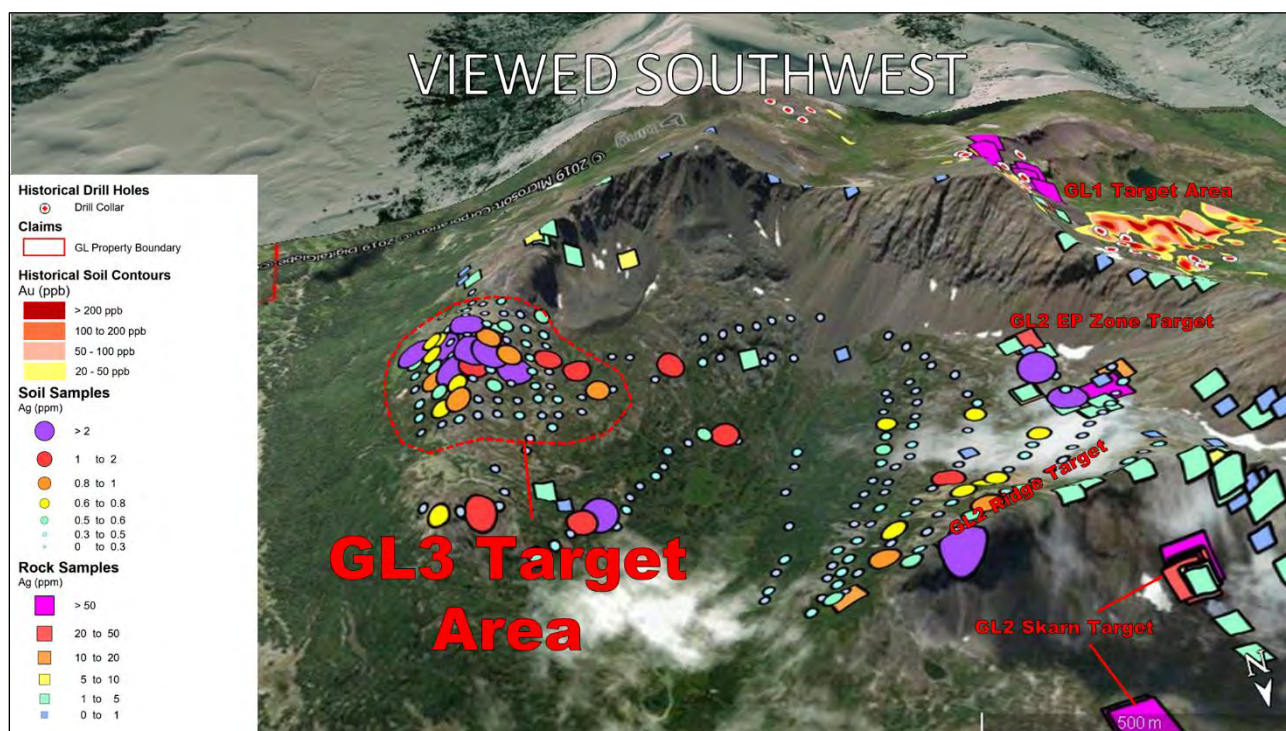 VIEWED SOUTHWEST
Historical Drill Holes
Drill Collar
Claims
GL Property Boundary
Historical Soil Contours
Au (ppb)
> 200 ppb
100 to 200 ppb
50 - 100 ppb
20 - 50 ppb
Soil Samples
Ag (ppm)
> 2
1 to 2
0.8 to 1
0.6 to 0.8
0.5 to 0.6
0.3 to 0.5
0 to 0.3
Rock Samples
Ag (ppm)
> 50
20 to 50
10 to 20
5 to 10
1 to 5
0 to 1
bing
© 2019 Microsoft Corporation © 2019 DigitalGlobe ©
GL1 Target Area
GL2 EP Zone Target
GL2 Ridge Target
GL3 Target
Area
GL2 Skarn Target
N
500 m